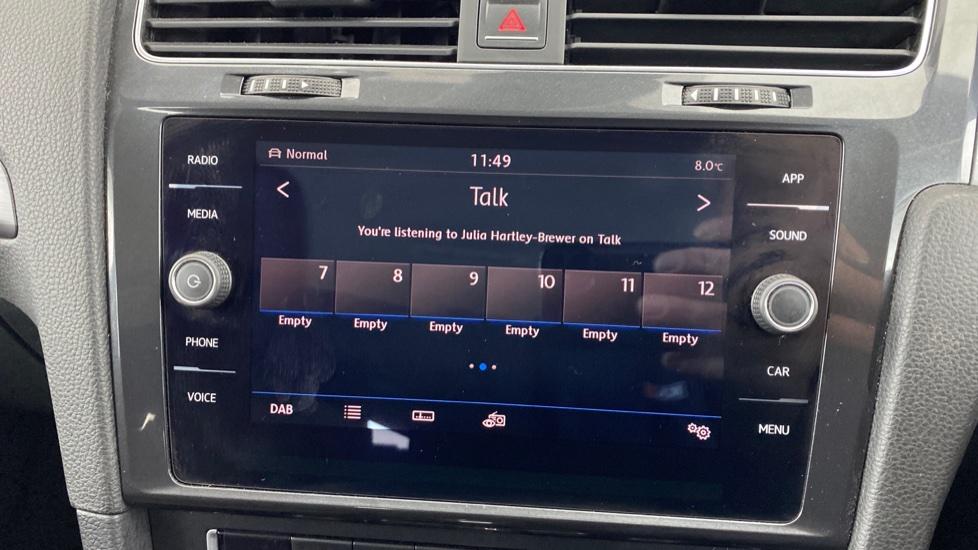 RADIO
MEDIA
PHONE
VOICE
Normal
11:49
8.0°C
Talk
You're listening to Julia Hartley-Brewer on Talk
7
8
9
10
11
12
Empty
Empty
Empty
Empty
Empty
Empty
DAB
APP
SOUND
CAR
MENU